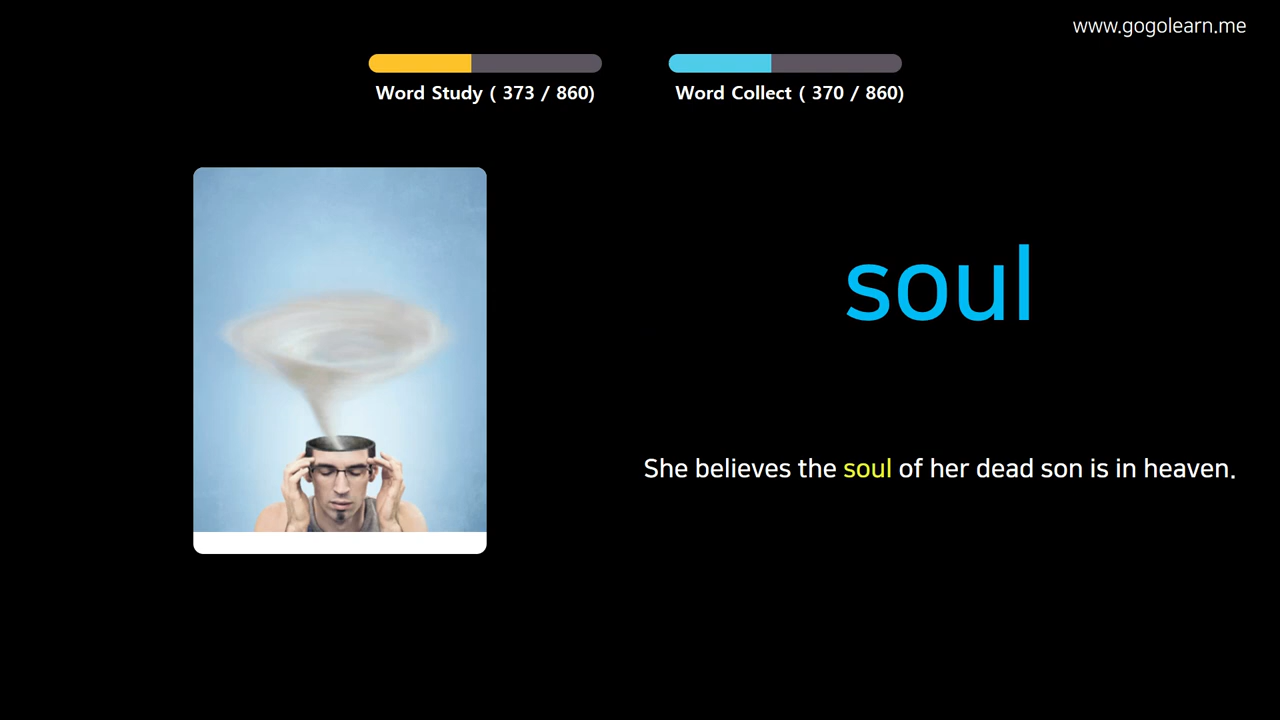 www.gogolearn.me
Word Study ( 373 / 860)
Word Collect ( 370 / 860)
soul
She believes the soul of her dead son is in heaven.